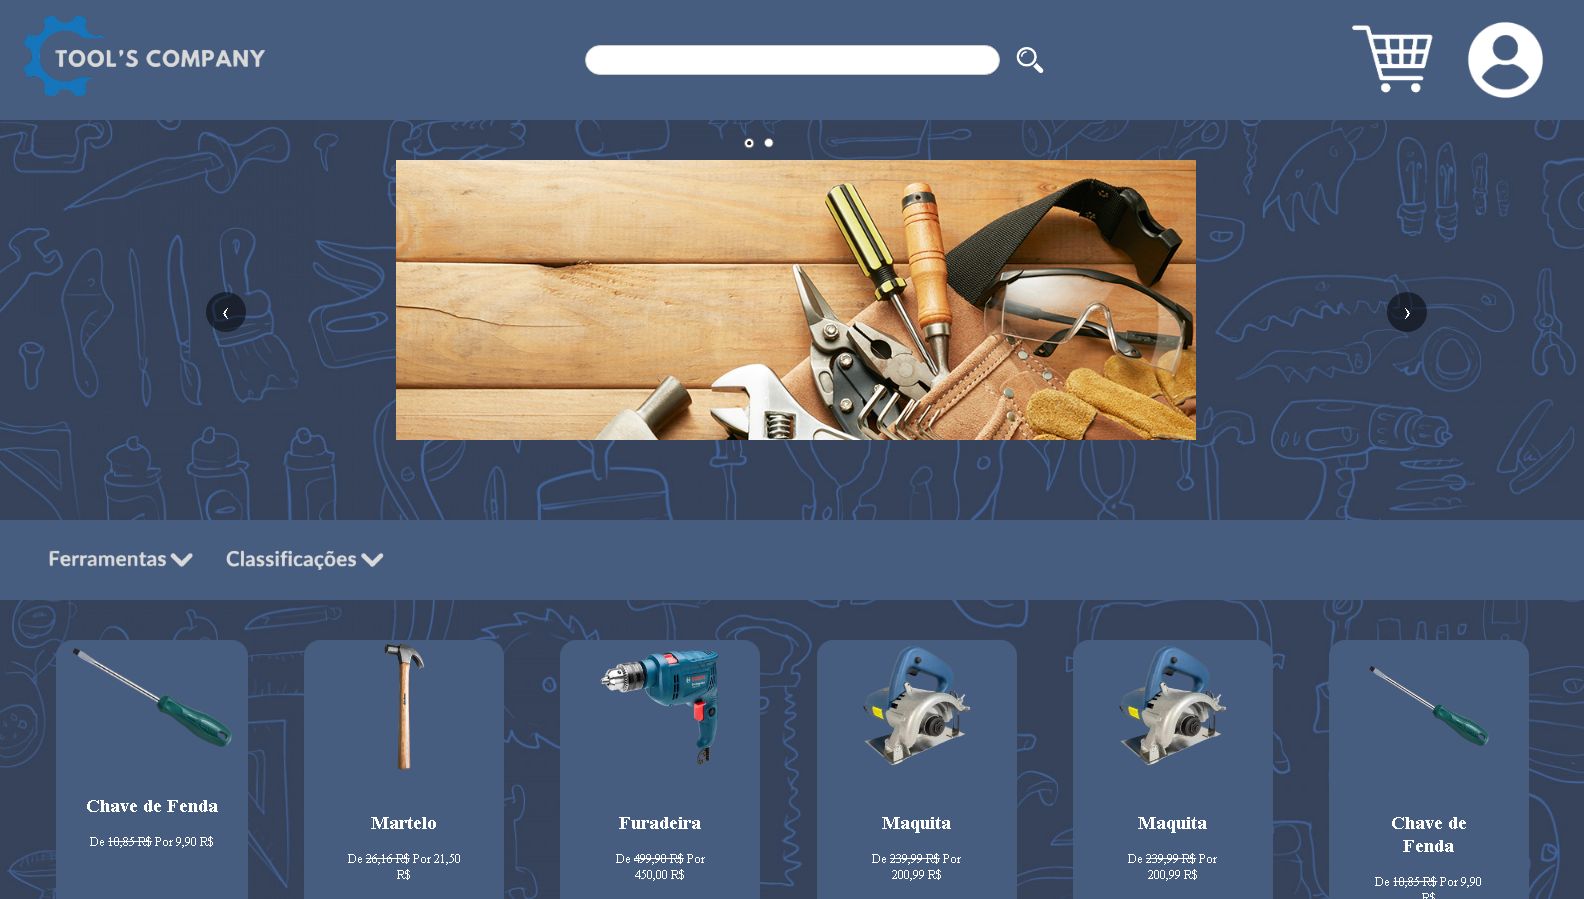 TOOL'S COMPANY
‹
›
Ferramentas
Classificações
Chave de Fenda
De 10,85 R$ Por 9,90 R$
Martelo
De 26,16 R$ Por 21,50
R$
Furadeira
De 499,90 R$ Por
450,00 R$
Maquita
De 239,99 R$ Por
200,99 R$
Maquita
De 239,99 R$ Por
200,99 R$
Chave de
Fenda
De 10,85 R$ Por 9,90
R$